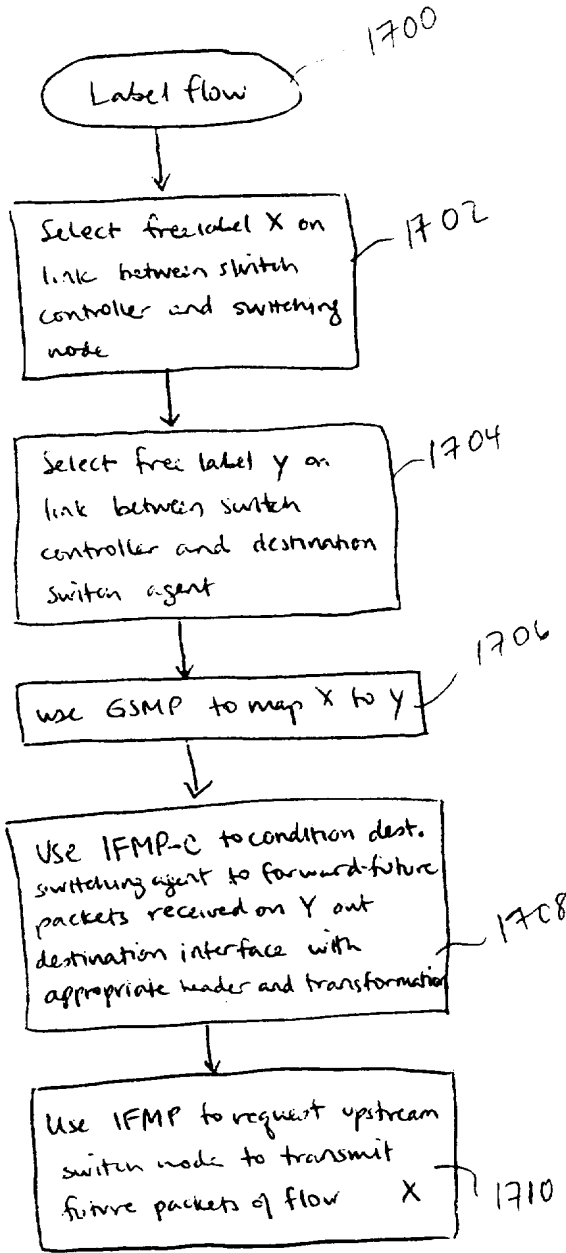 1700
Label flow
Select free label X on
link between switch
controller and switching
node
1702
Select free label Y on
link between switch
controller and destination
switch agent
1704
use GSMP to map X to Y
1706
Use IFMP-C to condition dest.
switching agent to forward future
packets received on Y out
destination interface with
appropriate header and transformation
1708
Use IFMP to request upstream
switch node to transmit
future packets of flow X
1710